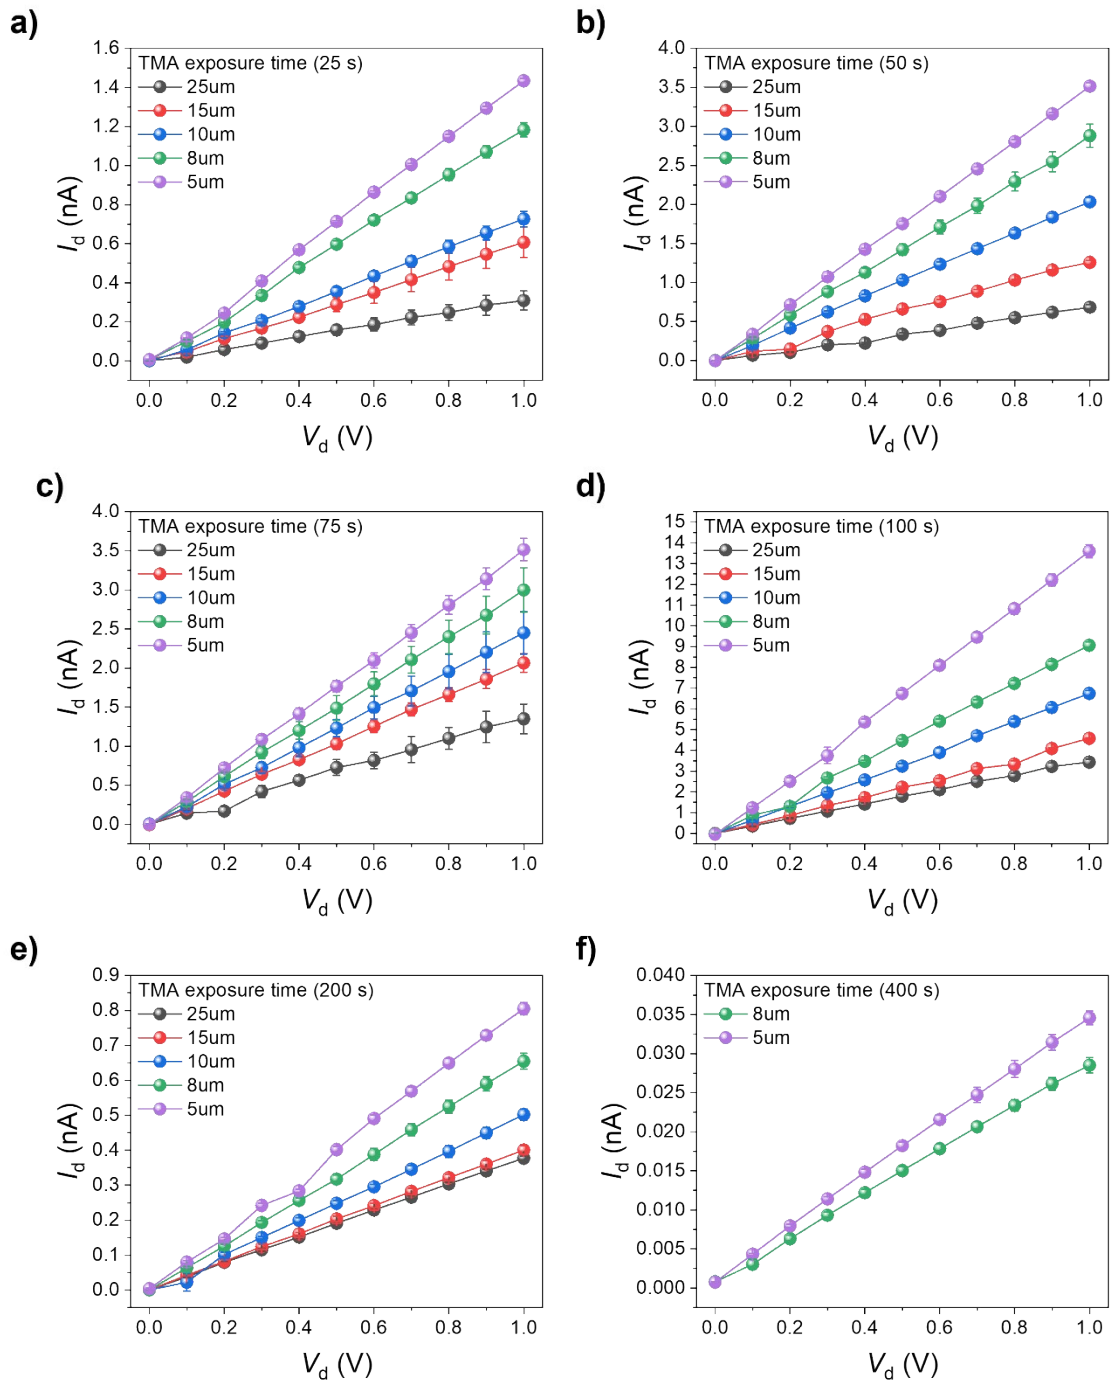 a)
TMA exposure time (25 s)
25um
15um
10um
8um
5um
1.6
1.4
1.2
1.0
0.8
0.6
0.4
0.2
0.0
Id (nA)
0.0 0.2 0.4 0.6 0.8 1.0
Vd (V)
b)
TMA exposure time (50 s)
25um
15um
10um
8um
5um
4.0
3.5
3.0
2.5
2.0
1.5
1.0
0.5
0.0
Id (nA)
0.0 0.2 0.4 0.6 0.8 1.0
Vd (V)
c)
TMA exposure time (75 s)
25um
15um
10um
8um
5um
4.0
3.5
3.0
2.5
2.0
1.5
1.0
0.5
0.0
Id (nA)
0.0 0.2 0.4 0.6 0.8 1.0
Vd (V)
d)
TMA exposure time (100 s)
25um
15um
10um
8um
5um
15
14
13
12
11
10
9
8
7
6
5
4
3
2
1
0
Id (nA)
0.0 0.2 0.4 0.6 0.8 1.0
Vd (V)
e)
TMA exposure time (200 s)
25um
15um
10um
8um
5um
0.9
0.8
0.7
0.6
0.5
0.4
0.3
0.2
0.1
0.0
Id (nA)
0.0 0.2 0.4 0.6 0.8 1.0
Vd (V)
f)
TMA exposure time (400 s)
8um
5um
0.040
0.035
0.030
0.025
0.020
0.015
0.010
0.005
0.000
Id (nA)
0.0 0.2 0.4 0.6 0.8 1.0
Vd (V)